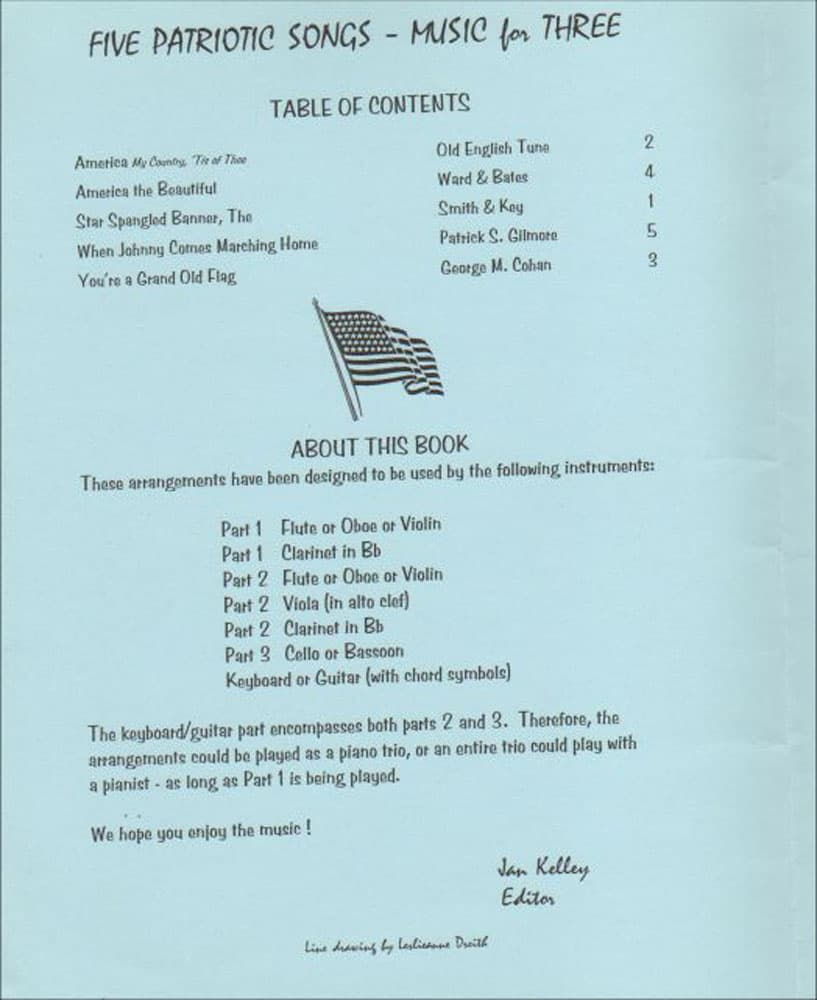 FIVE PATRIOTIC SONGS - MUSIC for THREE
TABLE OF CONTENTS
America My Country, 'Tis of Thee Old English Tune 2
America the Beautiful Ward & Bates 4
Star Spangled Banner, The Smith & Key 1
When Johnny Comes Marching Home Patrick S. Gilmore 5
You're a Grand Old Flag George M. Cohan 3
ABOUT THIS BOOK
These arrangements have been designed to be used by the following instruments:
Part 1 Flute or Oboe or Violin
Part 1 Clarinet in Bb
Part 2 Flute or Oboe or Violin
Part 2 Viola (in alto clef)
Part 2 Clarinet in Bb
Part 3 Cello or Bassoon
Keyboard or Guitar (with chord symbols)
The keyboard/guitar part encompasses both parts 2 and 3. Therefore, the
arrangements could be played as a piano trio, or an entire trio could play with
a pianist - as long as Part 1 is being played.
We hope you enjoy the music !
Jan Kelley
Editor
Line drawing by Leslieanne Dreith